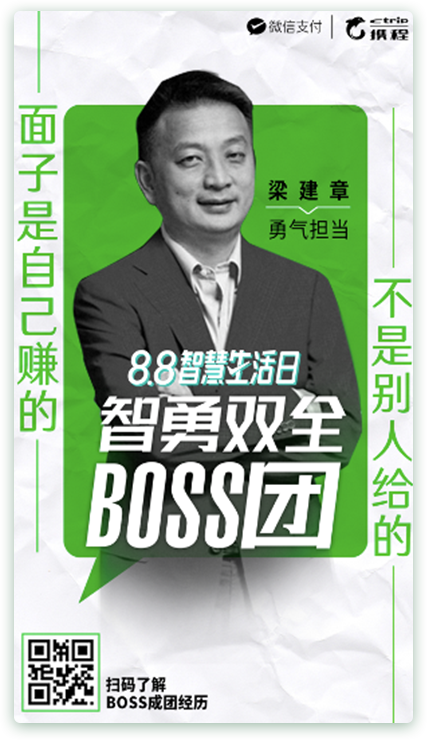 微信支付
Ctrip
携程
面子是自己赚的
梁建章
勇气担当
不是别人给的
8.8智慧生活日
智勇双全
BOSS团
扫码了解
BOSS成团经历